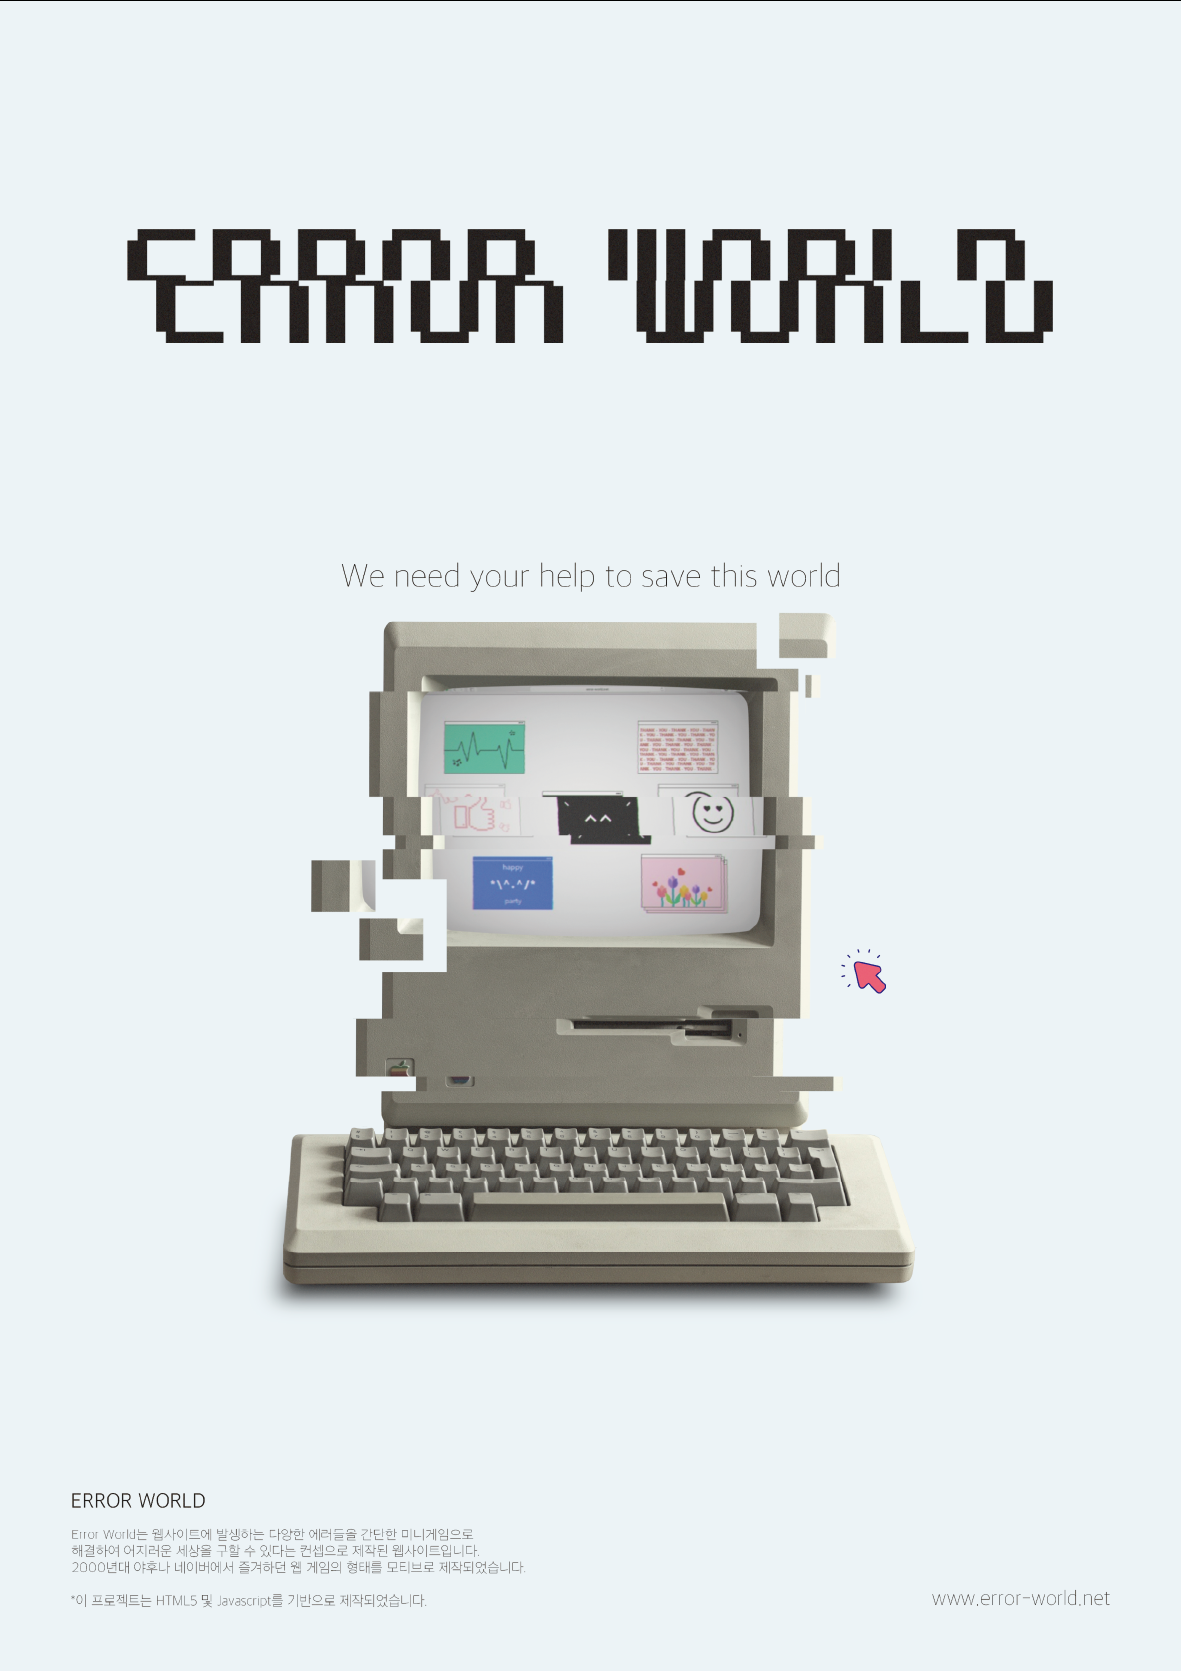 ERROR WORLD
We need your help to save this world
happy
*\^.^/*
party
^^
ERROR WORLD
Error World는 웹사이트에 발생하는 다양한 에러들을 간단한 미니게임으로
해결하여 어지러운 세상을 구할 수 있다는 컨셉으로 제작된 웹사이트입니다.
2000년대 야후나 네이버에서 즐겨하던 웹 게임의 형태를 모티브로 제작되었습니다.
*이 프로젝트는 HTML5 및 Javascript를 기반으로 제작되었습니다.
www.error-world.net